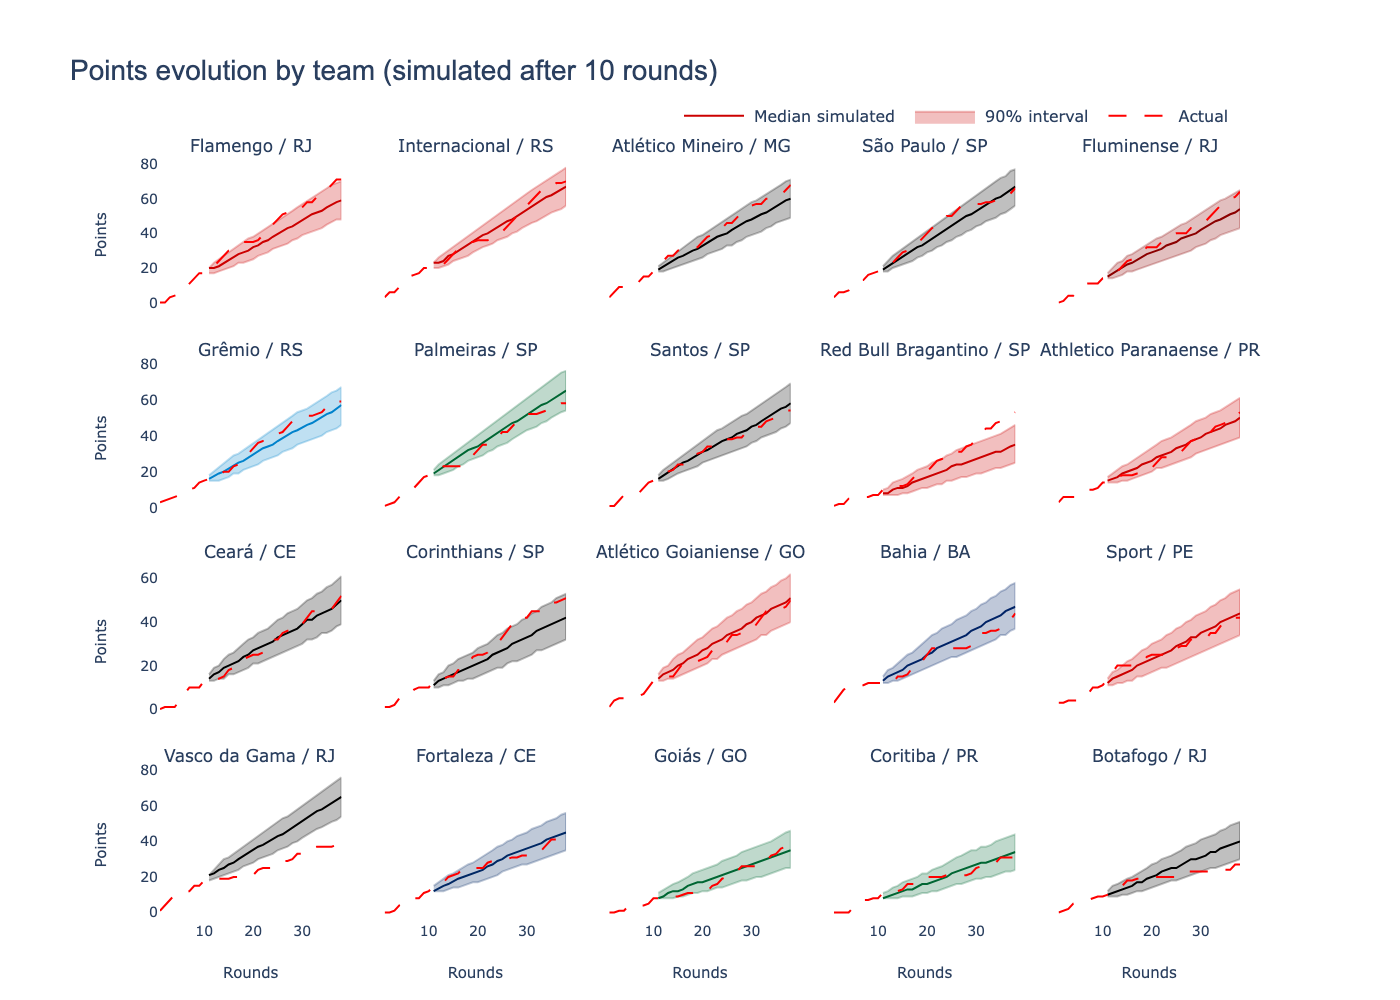 Points evolution by team (simulated after 10 rounds)
Median simulated 90% interval Actual
Flamengo / RJ Internacional / RS Atlético Mineiro / MG São Paulo / SP Fluminense / RJ
80
60
40
20
0
Points
Grêmio / RS Palmeiras / SP Santos / SP Red Bull Bragantino / SP Athletico Paranaense / PR
80
60
40
20
0
Points
Ceará / CE Corinthians / SP Atlético Goianiense / GO Bahia / BA Sport / PE
60
40
20
0
Points
Vasco da Gama / RJ Fortaleza / CE Goiás / GO Coritiba / PR Botafogo / RJ
80
60
40
20
0
Points
10 20 30 10 20 30 10 20 30 10 20 30 10 20 30
Rounds Rounds Rounds Rounds Rounds